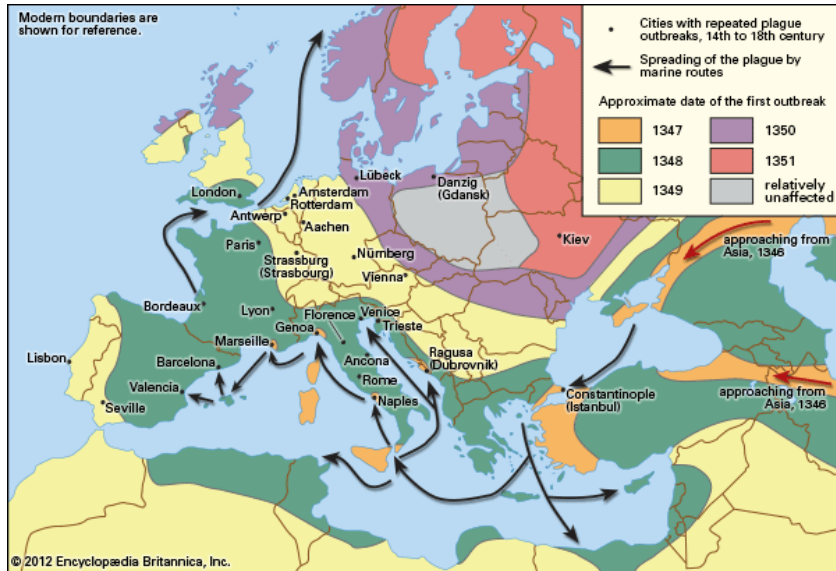 Modern boundaries are
shown for reference.
Cities with repeated plague
outbreaks, 14th to 18th century
Spreading of the plague by
marine routes
Approximate date of the first outbreak
1347
1350
1348
1351
1349
relatively
unaffected
London
Amsterdam
Rotterdam
Antwerp
Aachen
Lübeck
Danzig
(Gdansk)
Kiev
approaching from
Asia, 1346
Paris
Nürnberg
Strassburg
(Strasbourg)
Vienna
Bordeaux
Lyon
Florence
Venice
Trieste
Genoa
Marseille
Lisbon
Barcelona
Ancona
Ragusa
(Dubrovnik)
Valencia
Rome
Seville
Naples
Constantinople
(Istanbul)
approaching from
Asia, 1346
© 2012 Encyclopædia Britannica, Inc.